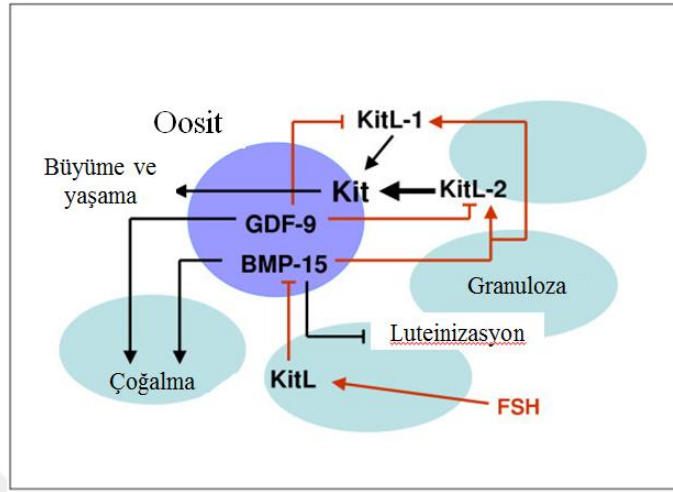 Oosit
KitL-1
Büyüme ve
yaşama
Kit
KitL-2
GDF-9
BMP-15
Granuloza
Luteinizasyon
Çoğalma
KitL
FSH